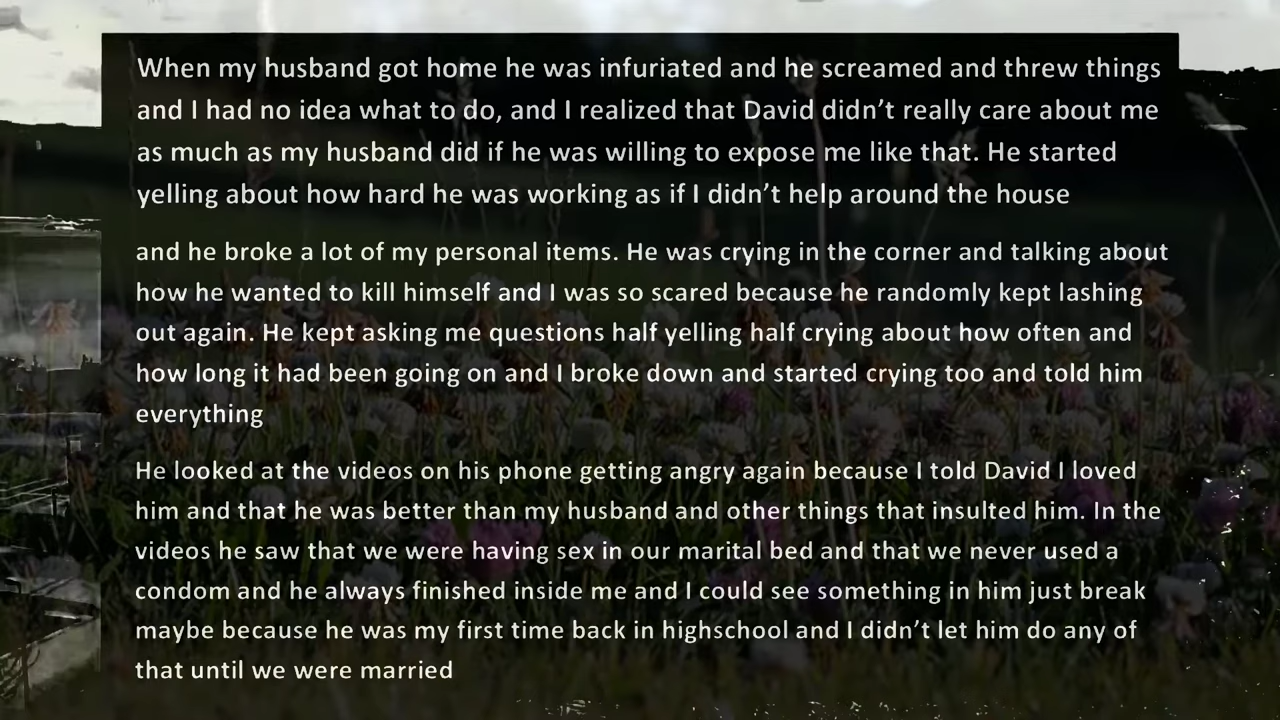 When my husband got home he was infuriated and he screamed and threw things
and I had no idea what to do, and I realized that David didn’t really care about me
as much as my husband did if he was willing to expose me like that. He started
yelling about how hard he was working as if I didn’t help around the house
and he broke a lot of my personal items. He was crying in the corner and talking about
how he wanted to kill himself and I was so scared because he randomly kept lashing
out again. He kept asking me questions half yelling half crying about how often and
how long it had been going on and I broke down and started crying too and told him
everything
He looked at the videos on his phone getting angry again because I told David I loved
him and that he was better than my husband and other things that insulted him. In the
videos he saw that we were having sex in our marital bed and that we never used a
condom and he always finished inside me and I could see something in him just break
maybe because he was my first time back in highschool and I didn’t let him do any of
that until we were married